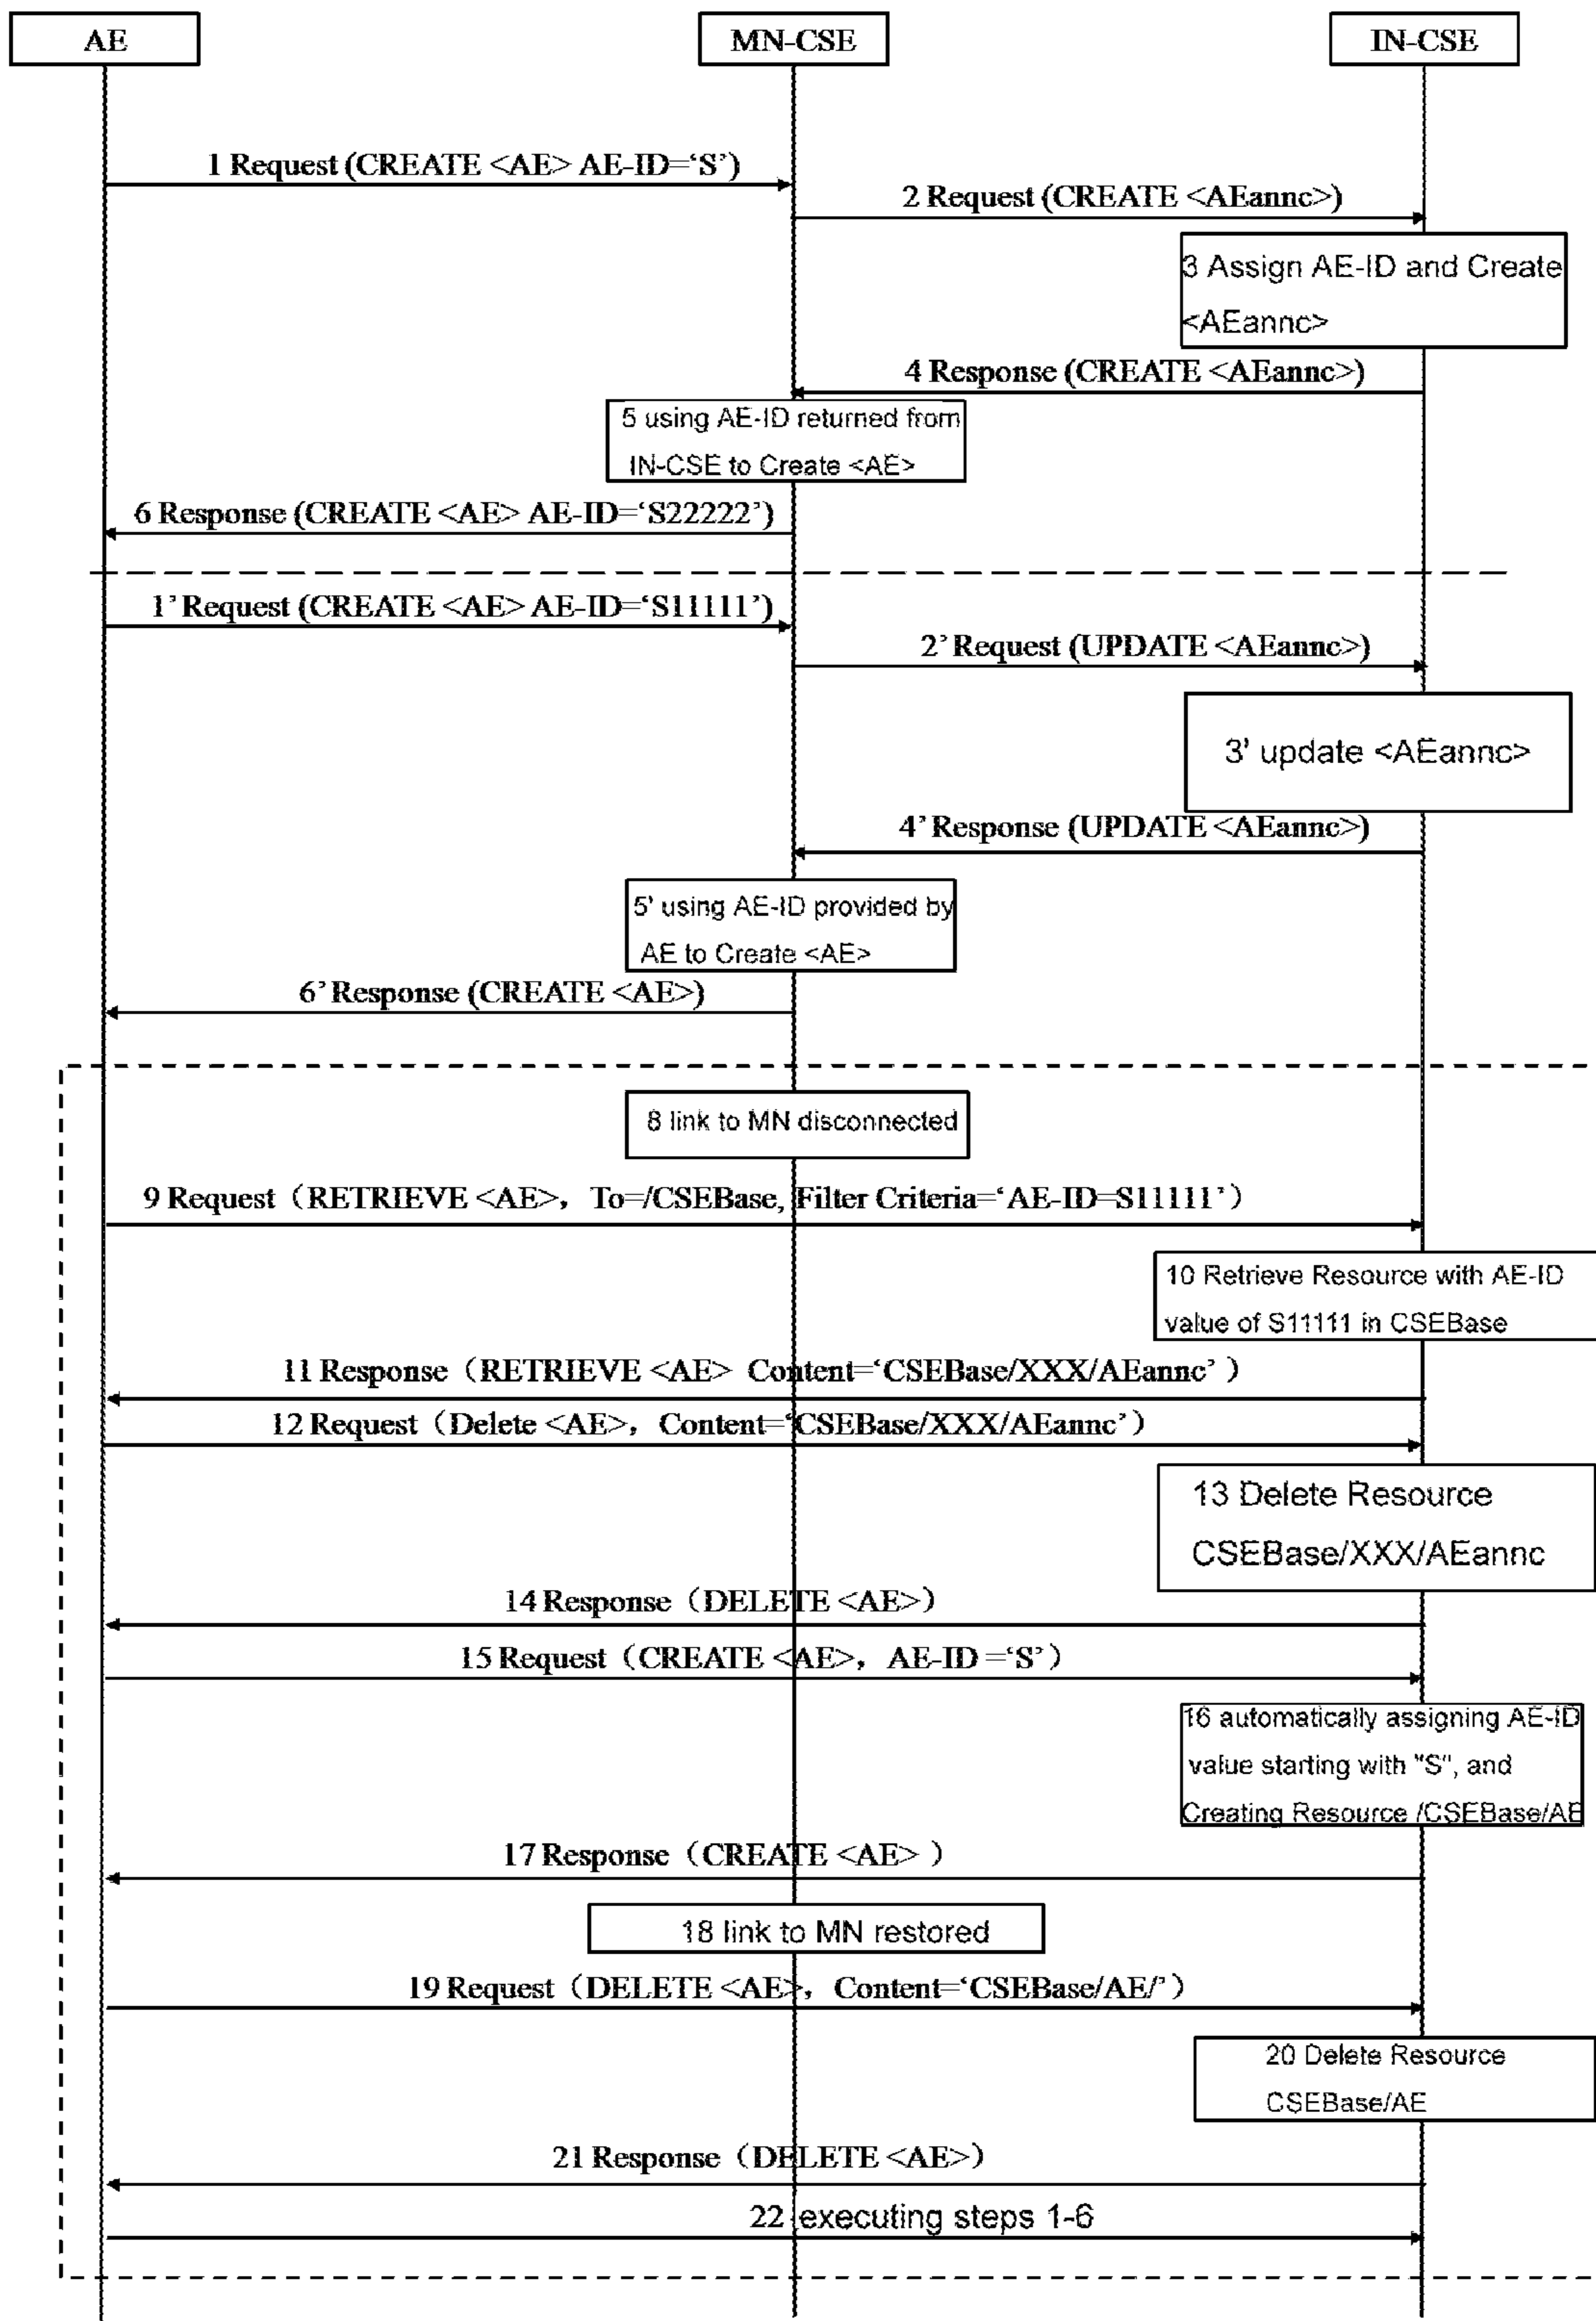 AE
MN-CSE
IN-CSE
1 Request (CREATE <AE> AE-ID=‘S’)
2 Request (CREATE <AEannc>)
3 Assign AE-ID and Create
<AEannc>
4 Response (CREATE <AEannc>)
5 using AE-ID returned from
IN-CSE to Create <AE>
6 Response (CREATE <AE> AE-ID=‘S22222’)
1’ Request (CREATE <AE> AE-ID=‘S11111’)
2’ Request (UPDATE <AEannc>)
3' update <AEannc>
4’ Response (UPDATE <AEannc>)
5' using AE-ID provided by
AE to Create <AE>
6’ Response (CREATE <AE>)
8 link to MN disconnected
9 Request（RETRIEVE <AE>，To=/CSEBase, Filter Criteria=‘AE-ID=S11111’）
10 Retrieve Resource with AE-ID
value of S11111 in CSEBase
11 Response（RETRIEVE <AE> Content=‘CSEBase/XXX/AEannc’）
12 Request（Delete <AE>，Content=‘CSEBase/XXX/AEannc’）
13 Delete Resource
CSEBase/XXX/AEannc
14 Response（DELETE <AE>）
15 Request（CREATE <AE>，AE-ID =‘S’）
16 automatically assigning AE-ID
value starting with "S", and
Creating Resource /CSEBase/AE
17 Response（CREATE <AE> ）
18 link to MN restored
19 Request（DELETE <AE>，Content=‘CSEBase/AE/’）
20 Delete Resource
CSEBase/AE
21 Response（DELETE <AE>）
22 executing steps 1-6